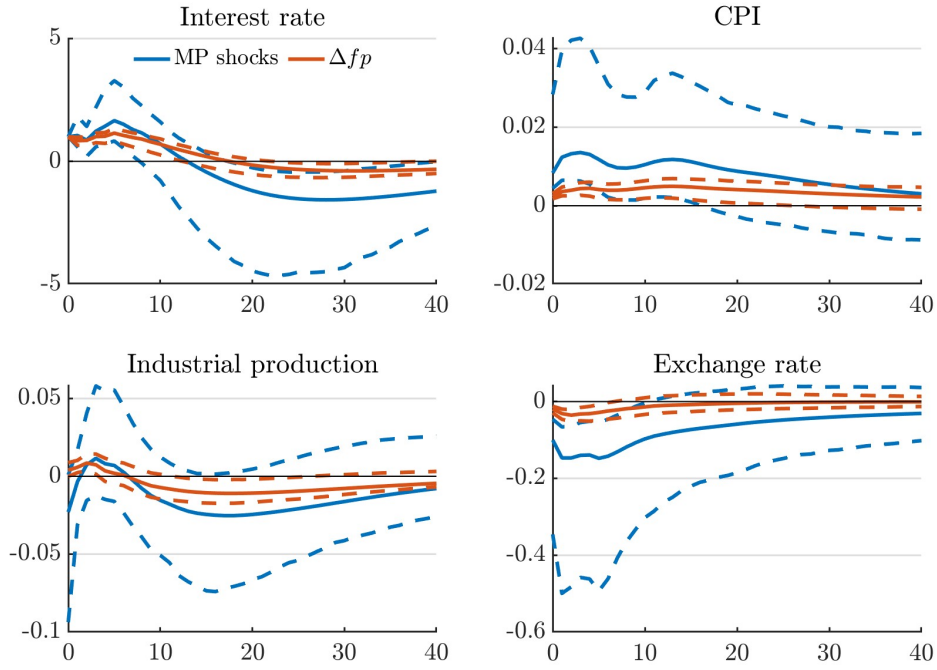 Interest rate
5
MP shocks Δfp
0
-5
0 10 20 30 40
CPI
0.04
0.02
0
-0.02
0 10 20 30 40
Industrial production
0.05
0
-0.05
-0.1
0 10 20 30 40
Exchange rate
0
-0.2
-0.4
-0.6
0 10 20 30 40